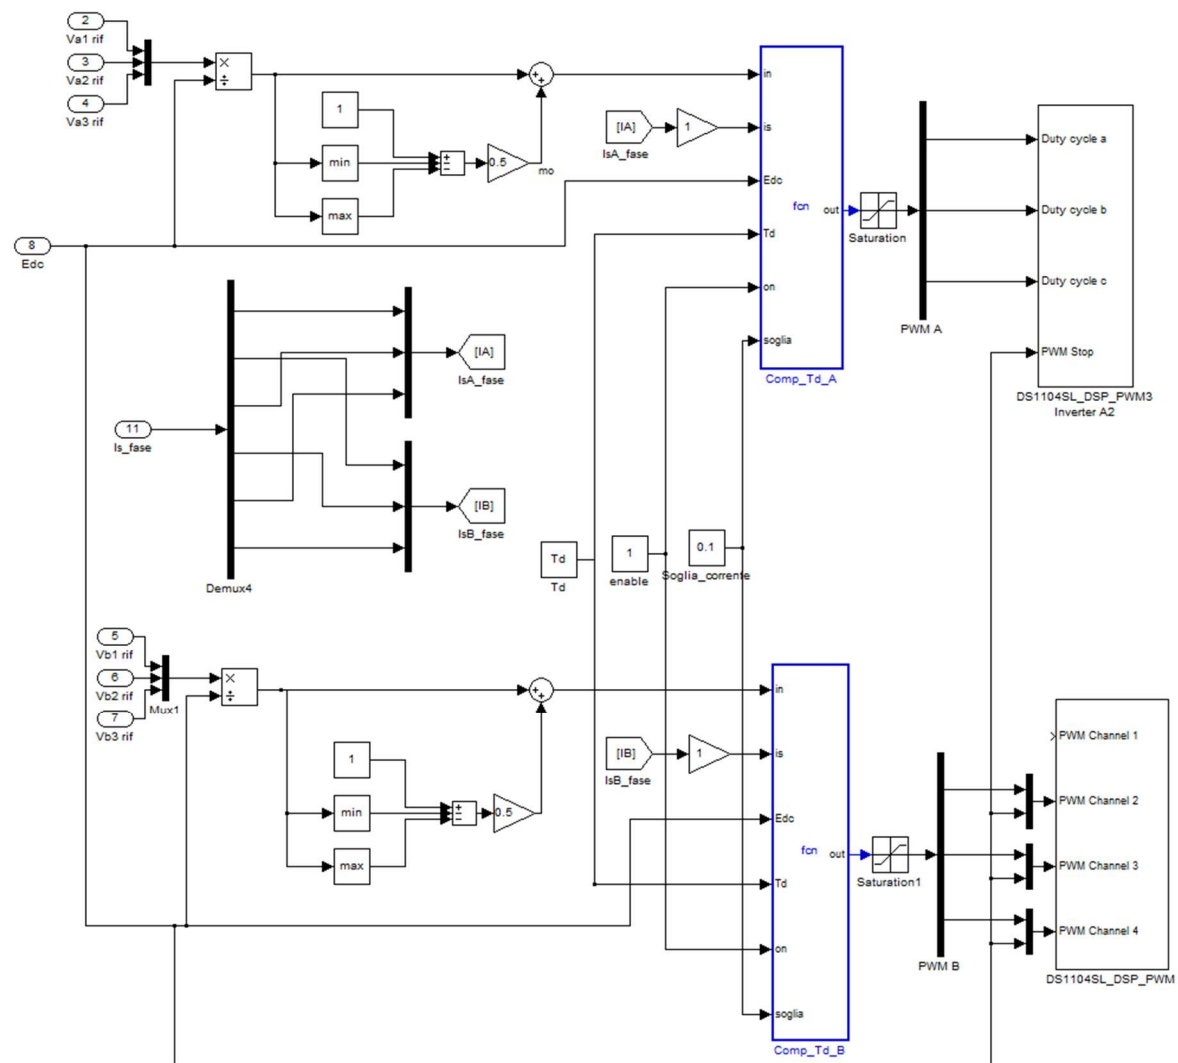 2
Va1 rif
3
Va2 rif
4
Va3 rif
×
÷
1
min
max
+
-
-
0.5
mo
+
+
[IA]
IsA_fase
1
in
is
Edc
Td
on
soglia
fcn
out
Comp_Td_A
Saturation
PWM A
Duty cycle a
Duty cycle b
Duty cycle c
PWM Stop
DS1104SL_DSP_PWM3
Inverter A2
8
Edc
11
Is_fase
Demux4
[IA]
IsA_fase
[IB]
IsB_fase
Td
Td
1
enable
0.1
Soglia_corrente
5
Vb1 rif
6
Vb2 rif
7
Vb3 rif
Mux1
×
÷
1
min
max
+
-
-
0.5
+
+
[IB]
IsB_fase
1
in
is
Edc
Td
on
soglia
fcn
out
Comp_Td_B
Saturation1
PWM B
PWM Channel 1
PWM Channel 2
PWM Channel 3
PWM Channel 4
DS1104SL_DSP_PWM